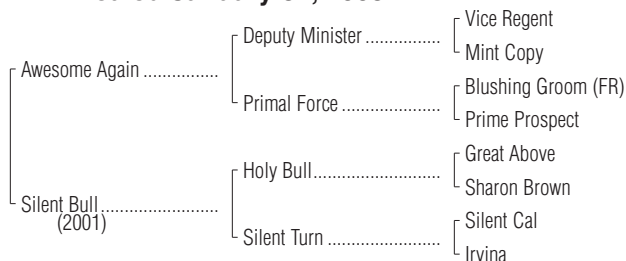 Vice Regent
Deputy Minister
Mint Copy
Awesome Again
Blushing Groom (FR)
Primal Force
Prime Prospect
Great Above
Holy Bull
Sharon Brown
Silent Bull
(2001)
Silent Cal
Silent Turn
Irvina